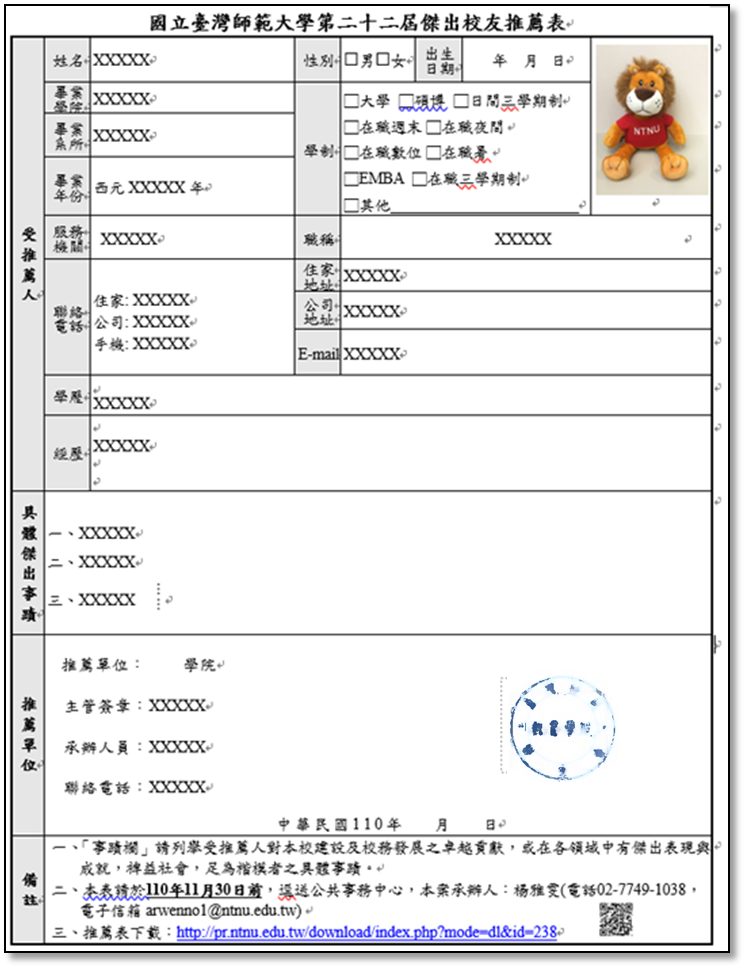 國立臺灣師範大學第二十二屆傑出校友推薦表
受推薦人
姓名 XXXXX 性別 □男□女 出生日期 年 月 日
NTNU
畢業學院 XXXXX
畢業系所 XXXXX
畢業年份 西元 XXXXX 年
學制
□大學 □碩博 □日間三學期制
□在職週末 □在職夜間
□在職數位 □在職暑
□EMBA □在職三學期制
□其他
服務機關 XXXXX 職稱 XXXXX
聯絡電話
住家: XXXXX
公司: XXXXX
手機: XXXXX
住家地址 XXXXX
公司地址 XXXXX
E-mail XXXXX
學歷 XXXXX
經歷 XXXXX
具體傑出事蹟
一、XXXXX
二、XXXXX
三、XXXXX
推薦單位
推薦單位： 學院
主管簽章：XXXXX
承辦人員：XXXXX
聯絡電話：XXXXX
中華民國110年 月 日
備註
一、「事蹟欄」請列舉受推薦人對本校建設及校務發展之卓越貢獻，或在各領域中有傑出表現與
成就，裨益社會，足為楷模者之具體事蹟。
二、本表請於110年11月30日前，逕送公共事務中心，本案承辦人：楊雅雯(電話02-7749-1038，
電子信箱 arwenno1@ntnu.edu.tw)
三、推薦表下載：http://pr.ntnu.edu.tw/download/index.php?mode=dl&id=238